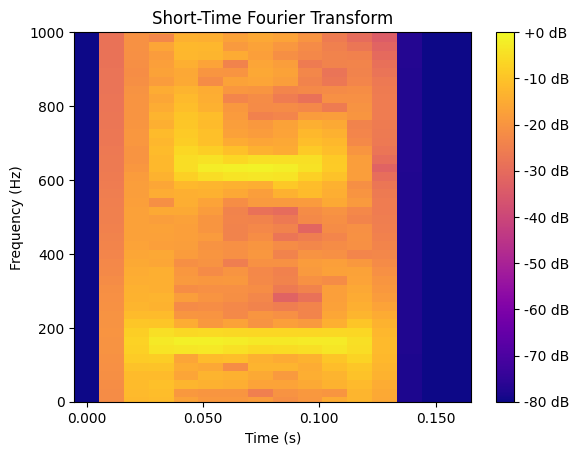 Short-Time Fourier Transform
1000
800
600
400
200
0
Frequency (Hz)
0.000
0.050
0.100
0.150
Time (s)
+0 dB
-10 dB
-20 dB
-30 dB
-40 dB
-50 dB
-60 dB
-70 dB
-80 dB